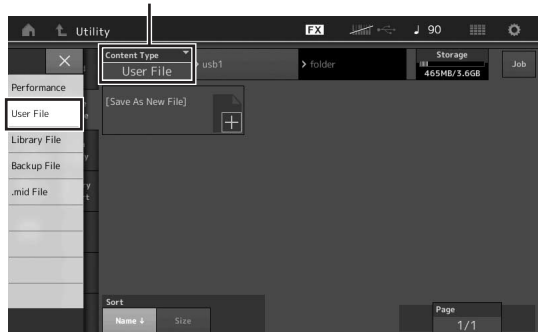 Utility
FX
♩ 90
Content Type
User File
usb1
folder
Storage
465MB/3.6GB
Job
Performance
User File
Library File
Backup File
.mid File
[Save As New File]
Sort
Name ↓
Size
Page
1/1